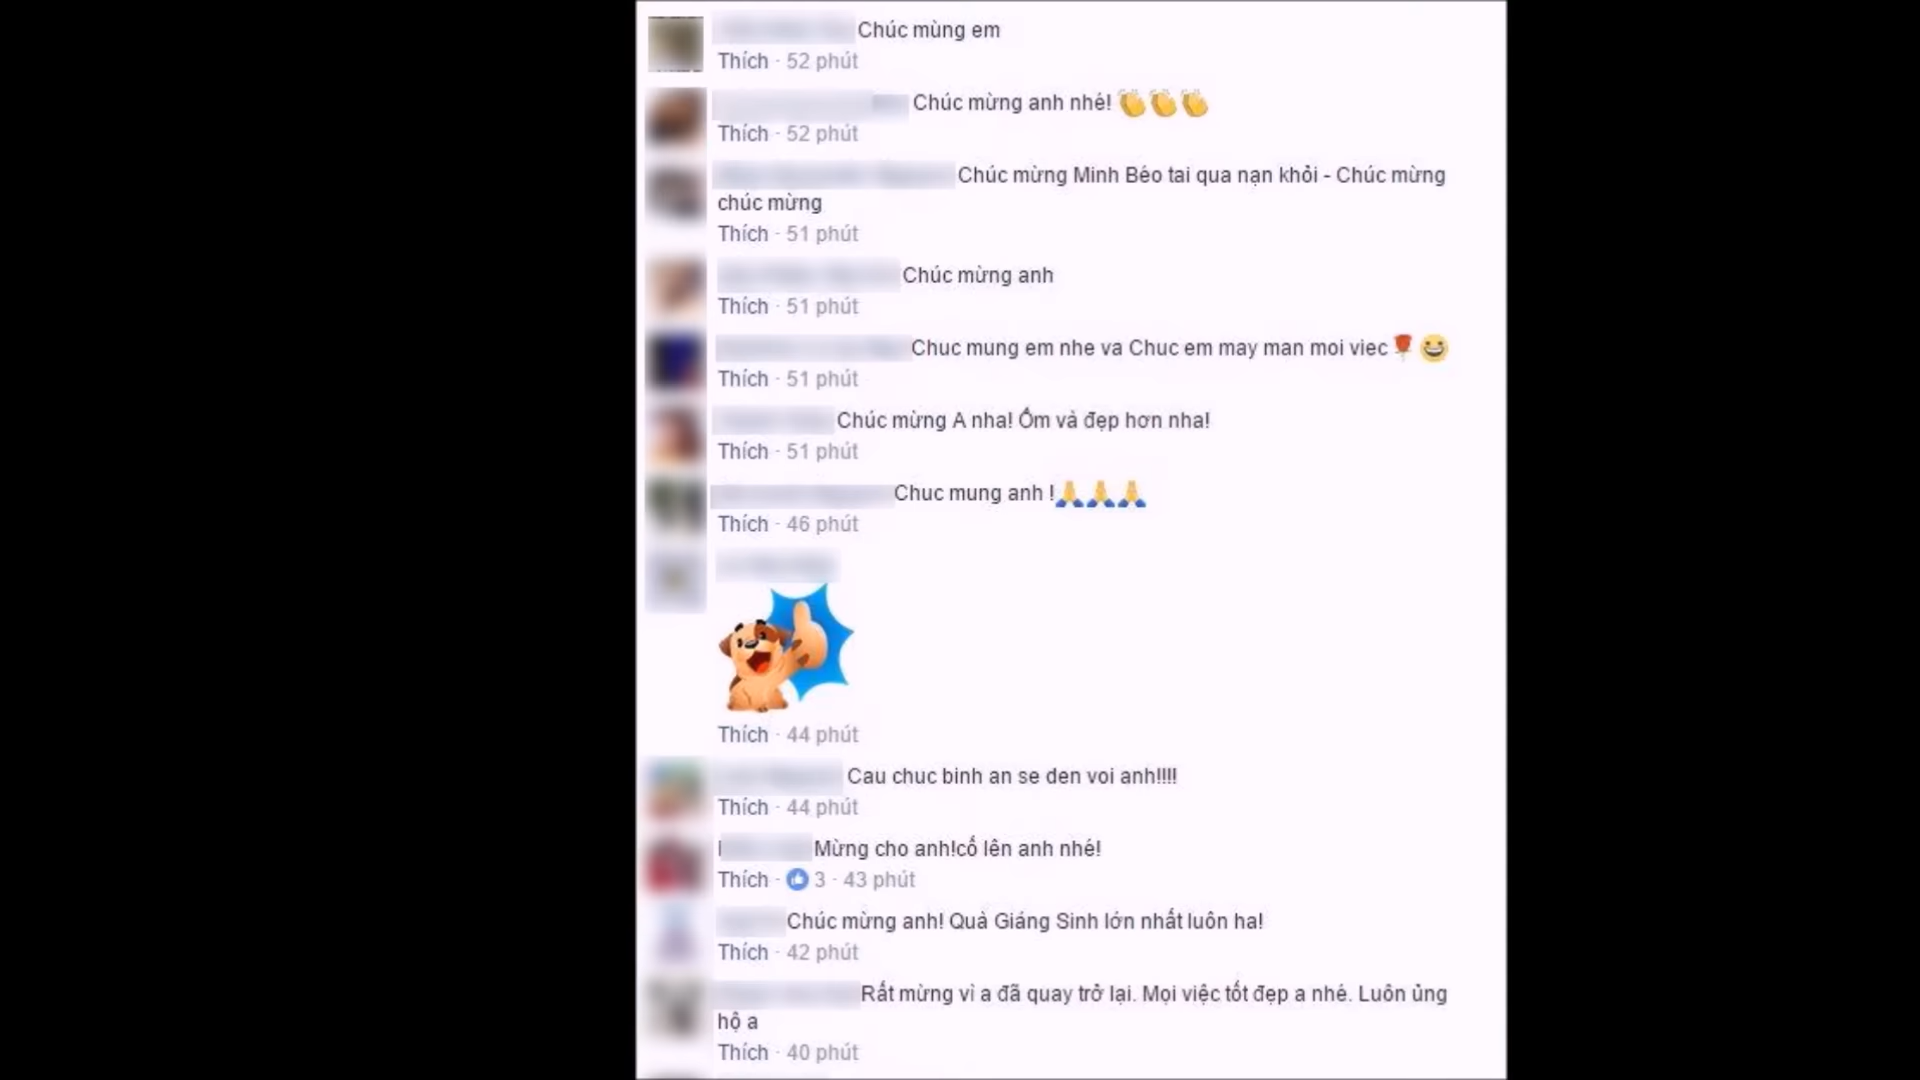 Chúc mùng em
Thích · 52 phút
Chúc mừng anh nhé! 👏👏👏
Thích · 52 phút
Chúc mừng Minh Béo tai qua nạn khỏi - Chúc mừng
chúc mừng
Thích · 51 phút
Chúc mừng anh
Thích · 51 phút
Chuc mung em nhe va Chuc em may man moi viec🌹😀
Thích · 51 phút
Chúc mừng A nha! Ốm và đẹp hơn nha!
Thích · 51 phút
Chuc mung anh !🙏🙏🙏
Thích · 46 phút
Thích · 44 phút
Cau chuc binh an se den voi anh!!!!
Thích · 44 phút
Mừng cho anh!cố lên anh nhé!
Thích · 3 · 43 phút
Chúc mừng anh! Quà Giáng Sinh lớn nhất luôn ha!
Thích · 42 phút
Rất mừng vì a đã quay trở lại. Mọi việc tốt đẹp a nhé. Luôn ủng
hộ a
Thích · 40 phút